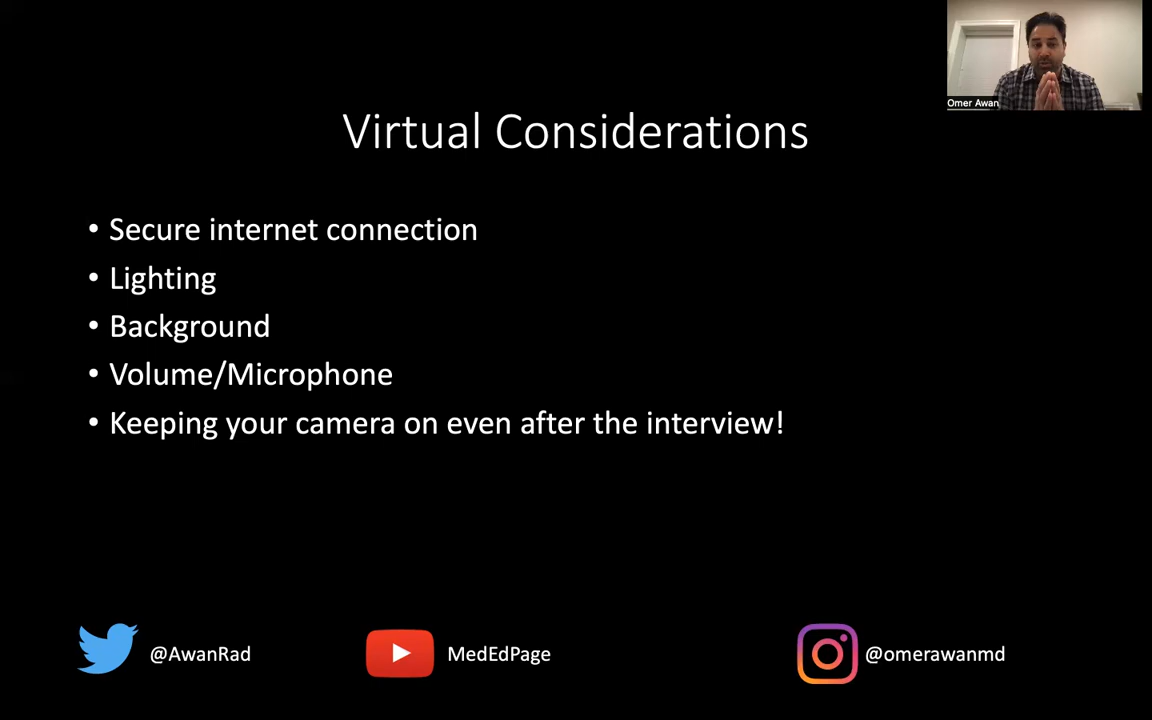 Omer Awan
Virtual Considerations
• Secure internet connection
• Lighting
• Background
• Volume/Microphone
• Keeping your camera on even after the interview!
@AwanRad
MedEdPage
@omerawanmd